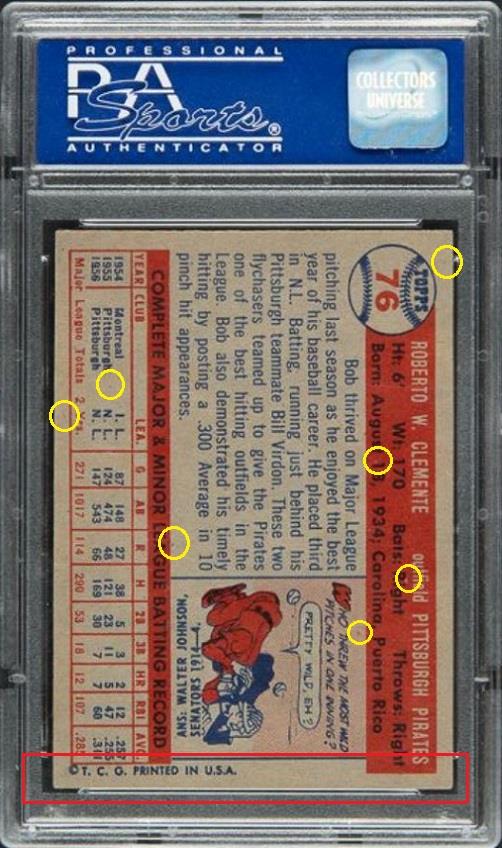 PROFESSIONAL
PSA
Sports®
AUTHENTICATOR
COLLECTORS
UNIVERSE
TOPPS
76
ROBERTO W. CLEMENTE outfield PITTSBURGH PIRATES
Ht: 6' Wt: 170 Bats: Right Throws: Right
Born: August 18, 1934; Carolina, Puerto Rico
Bob thrived on Major League
pitching last season as he enjoyed the best
year of his baseball career. He placed third
in N.L. Batting, running just behind his
Pittsburgh teammate Bill Virdon. These two
flychasers teamed up to give the Pirates
one of the best hitting outfields in the
League. Bob also demonstrated his timely
hitting by posting a .300 Average in 10
pinch hit appearances.
WHO THREW THE MOST WILD
PITCHES IN ONE INNING?
PRETTY WILD, EH?
ANS: WALTER JOHNSON,
SENATORS 1914—4.
COMPLETE MAJOR & MINOR LEAGUE BATTING RECORD
YEAR CLUB LEA. G AB R H 2B 3B HR RBI AVG.
1954 Montreal I. L. 87 148 27 38 5 3 2 12 .257
1955 Pittsburgh N. L. 124 474 48 121 23 11 5 47 .255
1956 Pittsburgh N. L. 147 543 66 169 30 7 7 60 .311
Major League Totals 2 271 1017 114 290 53 18 12 107 .285
©T. C. G. PRINTED IN U.S.A.